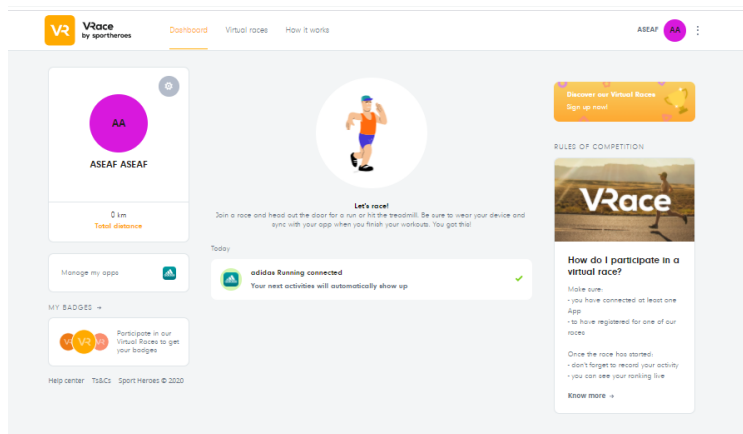 VR
VRace
by sportheroes
Dashboard
Virtual races
How it works
ASEAF
AA
AA
ASEAF ASEAF
0 km
Total distance
Manage my apps
MY BADGES →
VR VR VR
Participate in our
Virtual Races to get
your badges
Help center Ts&Cs Sport Heroes © 2020
Let's race!
Join a race and head out the door for a run or hit the treadmill. Be sure to wear your device and
sync with your app when you finish your workouts. You got this!
Today
adidas Running connected
Your next activities will automatically show up
Discover our Virtual Races
Sign up now!
RULES OF COMPETITION
VRace
How do I participate in a
virtual race?
Make sure:
- you have connected at least one
App
- to have registered for one of our
races
Once the race has started:
- don't forget to record your activity
- you can see your ranking live
Know more →